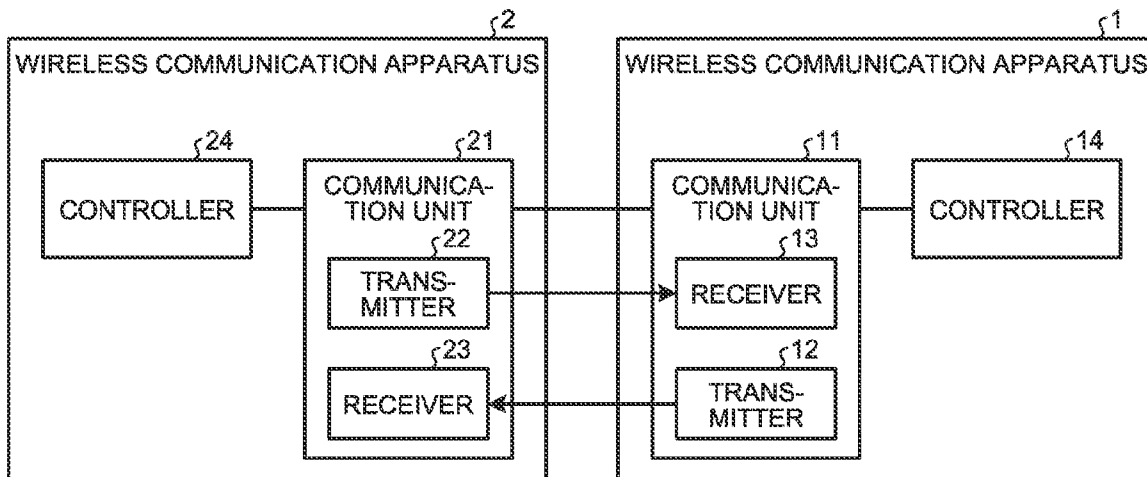 2
WIRELESS COMMUNICATION APPARATUS
24
CONTROLLER
21
COMMUNICA-
TION UNIT
22
TRANS-
MITTER
23
RECEIVER
1
WIRELESS COMMUNICATION APPARATUS
11
COMMUNICA-
TION UNIT
13
RECEIVER
12
TRANS-
MITTER
14
CONTROLLER